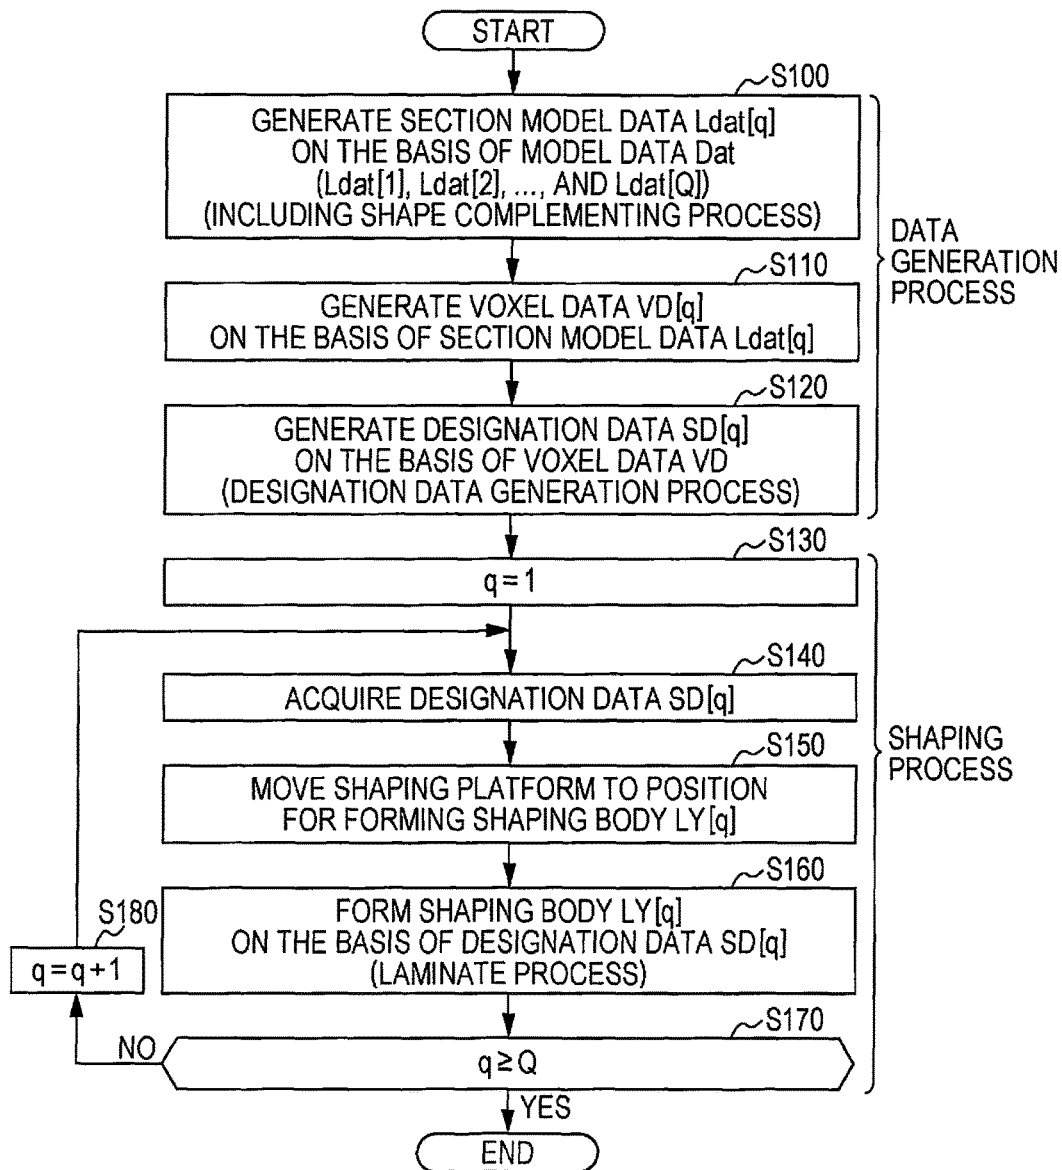 START
S100
GENERATE SECTION MODEL DATA Ldat[q]
ON THE BASIS OF MODEL DATA Dat
(Ldat[1], Ldat[2], ..., AND Ldat[Q])
(INCLUDING SHAPE COMPLEMENTING PROCESS)
DATA
GENERATION
PROCESS
S110
GENERATE VOXEL DATA VD[q]
ON THE BASIS OF SECTION MODEL DATA Ldat[q]
S120
GENERATE DESIGNATION DATA SD[q]
ON THE BASIS OF VOXEL DATA VD
(DESIGNATION DATA GENERATION PROCESS)
S130
q = 1
S140
ACQUIRE DESIGNATION DATA SD[q]
SHAPING
PROCESS
S150
MOVE SHAPING PLATFORM TO POSITION
FOR FORMING SHAPING BODY LY[q]
S160
FORM SHAPING BODY LY[q]
ON THE BASIS OF DESIGNATION DATA SD[q]
(LAMINATE PROCESS)
S180
q = q + 1
S170
NO
q ≥ Q
YES
END